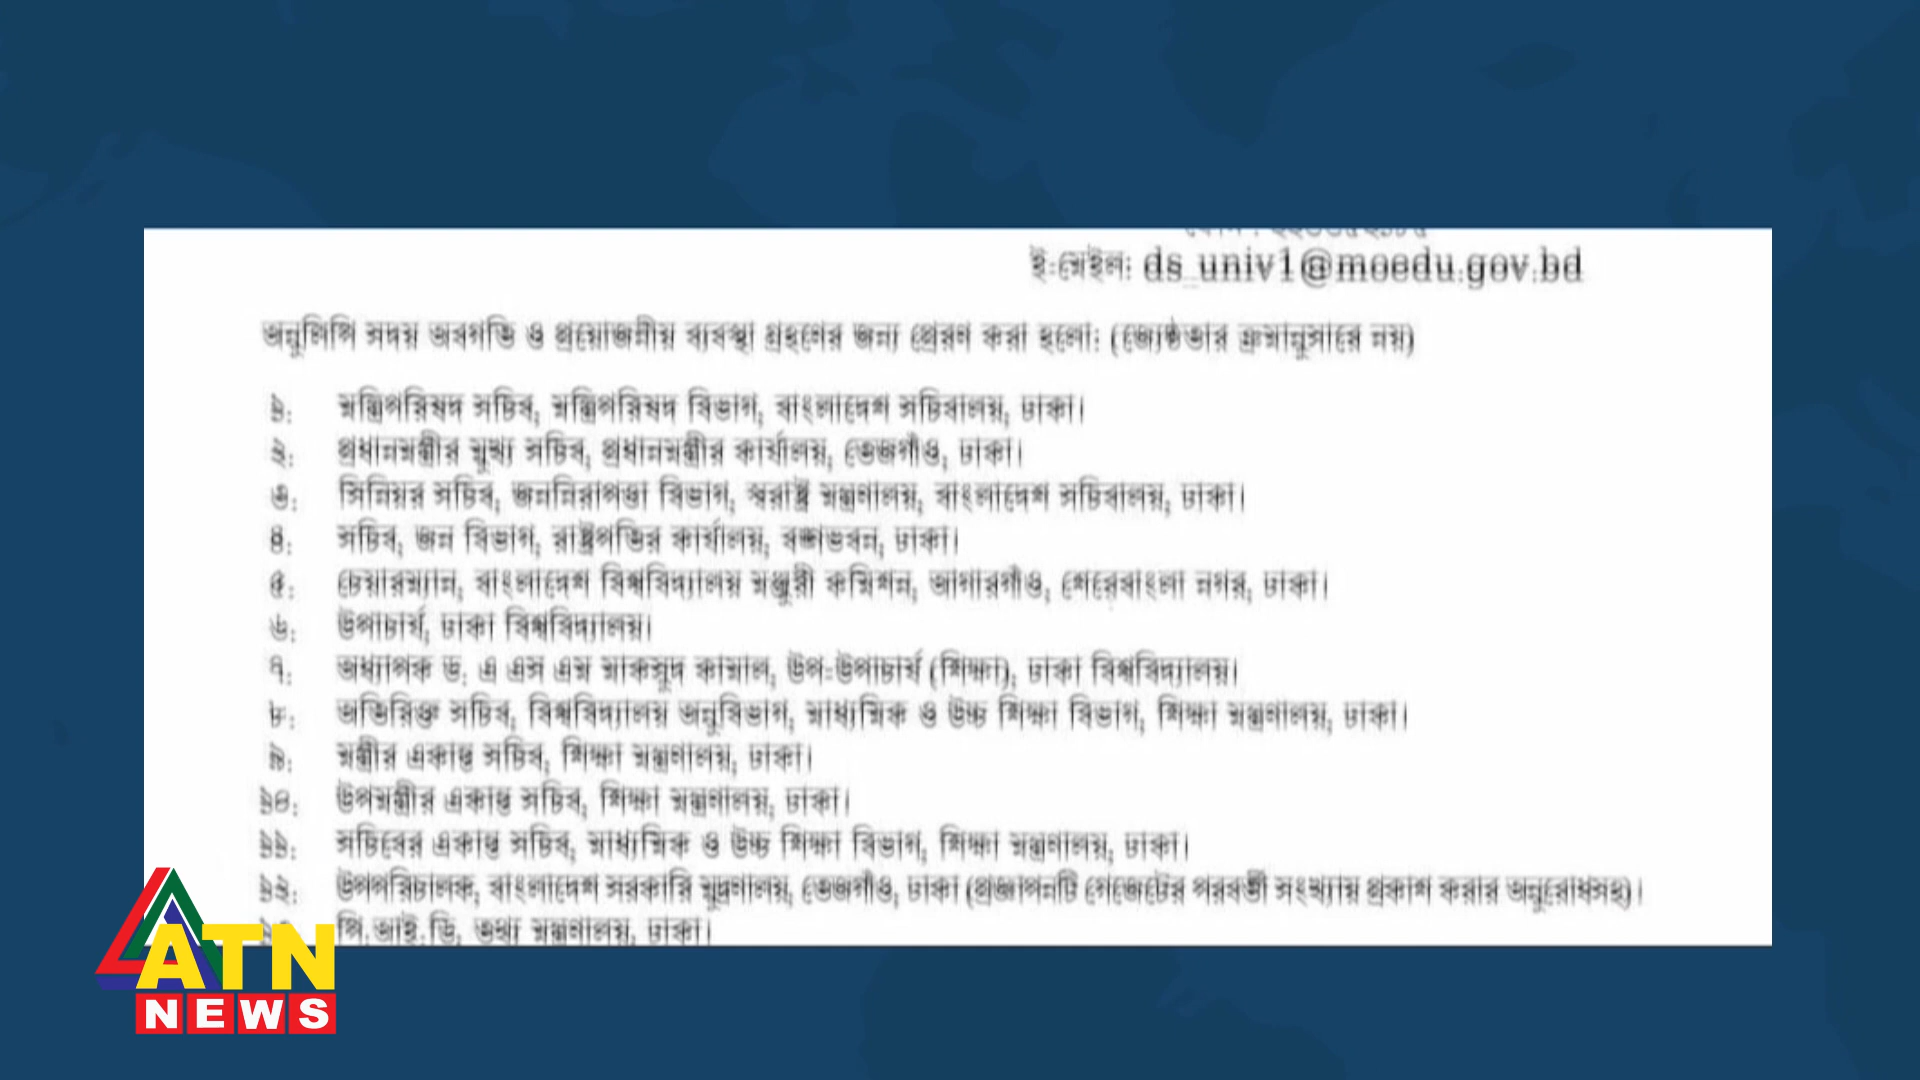 ই-মেইল: ds_univ1@moedu.gov.bd
অনুলিপি সদয় অবগতি ও প্রয়োজনীয় ব্যবস্থা গ্রহণের জন্য প্রেরণ করা হলো: (জ্যেষ্ঠতার ক্রমানুসারে নয়)
১. মন্ত্রিপরিষদ সচিব, মন্ত্রিপরিষদ বিভাগ, বাংলাদেশ সচিবালয়, ঢাকা।
২. প্রধানমন্ত্রীর মুখ্য সচিব, প্রধানমন্ত্রীর কার্যালয়, তেজগাঁও, ঢাকা।
৩. সিনিয়র সচিব, জননিরাপত্তা বিভাগ, স্বরাষ্ট্র মন্ত্রণালয়, বাংলাদেশ সচিবালয়, ঢাকা।
৪. সচিব, জন বিভাগ, রাষ্ট্রপতির কার্যালয়, বঙ্গভবন, ঢাকা।
৫. চেয়ারম্যান, বাংলাদেশ বিশ্ববিদ্যালয় মঞ্জুরী কমিশন, আগারগাঁও, শেরেবাংলা নগর, ঢাকা।
৬. উপাচার্য, ঢাকা বিশ্ববিদ্যালয়।
৭. অধ্যাপক ড. এ এস এম মাকসুদ কামাল, উপ-উপাচার্য (শিক্ষা), ঢাকা বিশ্ববিদ্যালয়।
৮. অতিরিক্ত সচিব, বিশ্ববিদ্যালয় অনুবিভাগ, মাধ্যমিক ও উচ্চ শিক্ষা বিভাগ, শিক্ষা মন্ত্রণালয়, ঢাকা।
৯. মন্ত্রীর একান্ত সচিব, শিক্ষা মন্ত্রণালয়, ঢাকা।
১০. উপমন্ত্রীর একান্ত সচিব, শিক্ষা মন্ত্রণালয়, ঢাকা।
১১. সচিবের একান্ত সচিব, মাধ্যমিক ও উচ্চ শিক্ষা বিভাগ, শিক্ষা মন্ত্রণালয়, ঢাকা।
১২. উপপরিচালক, বাংলাদেশ সরকারি মুদ্রণালয়, তেজগাঁও, ঢাকা (প্রজ্ঞাপনটি গেজেটের পরবর্তী সংখ্যায় প্রকাশ করার অনুরোধসহ)।
পি.আই.ডি, তথ্য মন্ত্রণালয়, ঢাকা।
ATN
NEWS